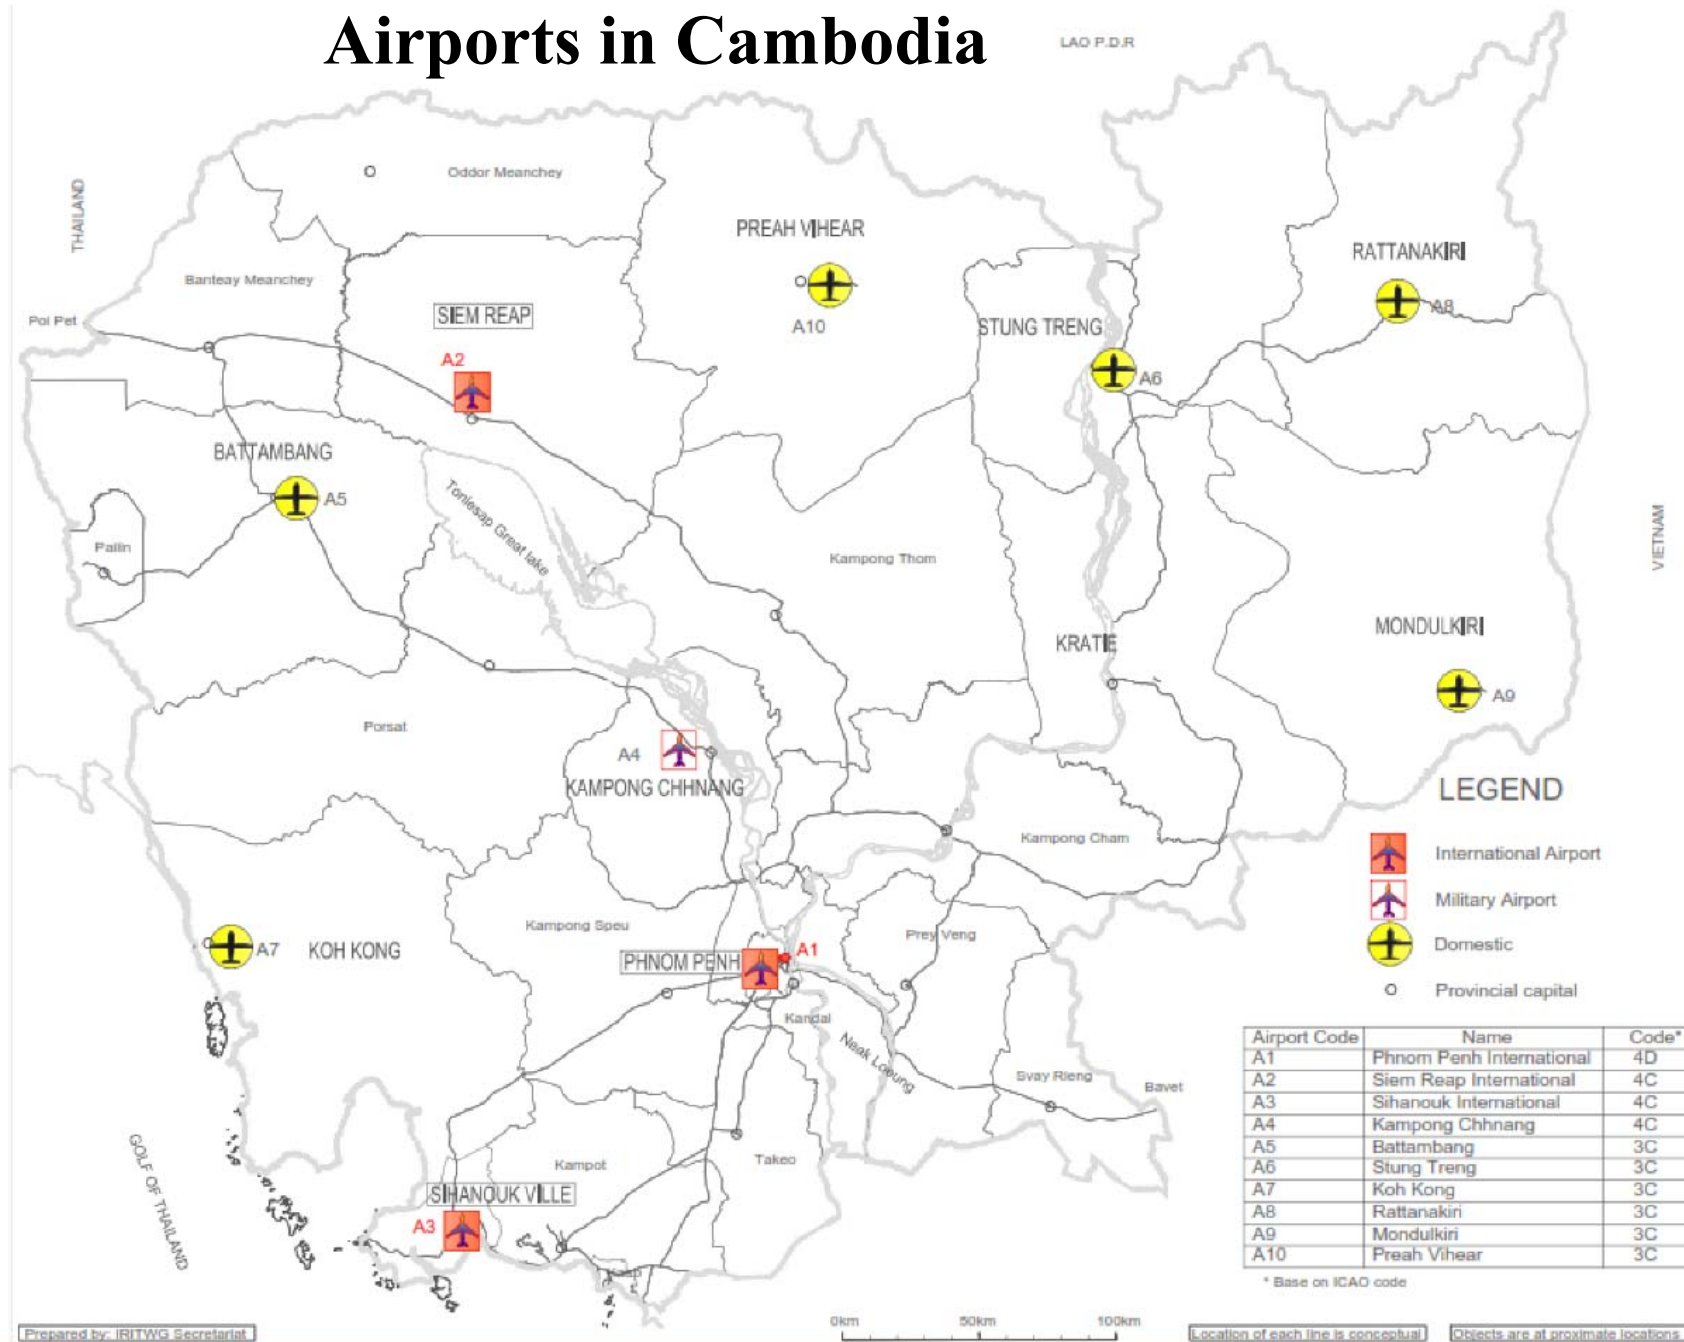 Airports in Cambodia
LAO P.D.R
THAILAND
Oddor Meanchey
PREAH VIHEAR
RATTANAKIRI
Banteay Meanchey
A8
SIEM REAP
Poi Pet
A10
STUNG TRENG
A2
A6
BATTAMBANG
A5
Tonlesap Great lake
VIETNAM
Pailin
Kampong Thom
MONDULKIRI
KRATIE
A9
Porsat
A4
KAMPONG CHHNANG
LEGEND
International Airport
Military Airport
Domestic
Provincial capital
Kampong Cham
Kampong Speu
Prey Veng
A7
KOH KONG
PHNOM PENH
A1
Kandal
Neak Loeung
Svay Rieng
Bavet
GOLF OF THAILAND
Kampot
Takeo
SIHANOUK VILLE
A3
Airport Code Name Code*
A1 Phnom Penh International 4D
A2 Siem Reap International 4C
A3 Sihanouk International 4C
A4 Kampong Chhnang 4C
A5 Battambang 3C
A6 Stung Treng 3C
A7 Koh Kong 3C
A8 Rattanakiri 3C
A9 Mondulkiri 3C
A10 Preah Vihear 3C
* Base on ICAO code
0km 50km 100km
Prepared by: IRITWG Secretariat
Location of each line is conceptual
Objects are at proximate locations